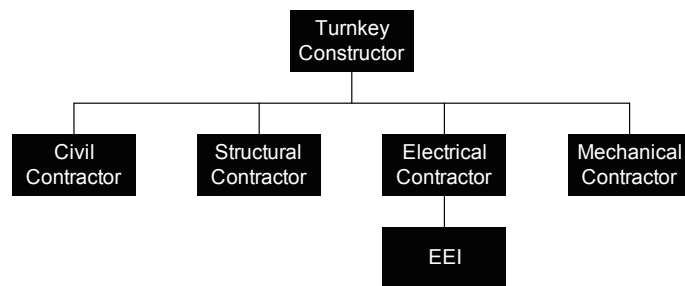 Turnkey
Constructor
Civil
Contractor
Structural
Contractor
Electrical
Contractor
Mechanical
Contractor
EEI